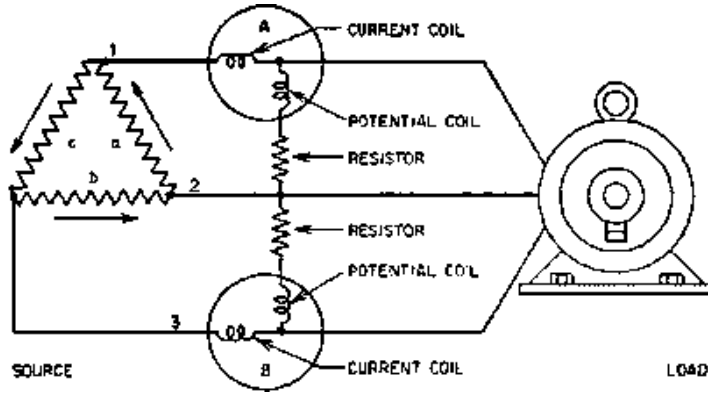 A
CURRENT COIL
1
POTENTIAL COIL
c
a
RESISTOR
b
2
RESISTOR
POTENTIAL COIL
3
SOURCE
B
CURRENT COIL
LOAD